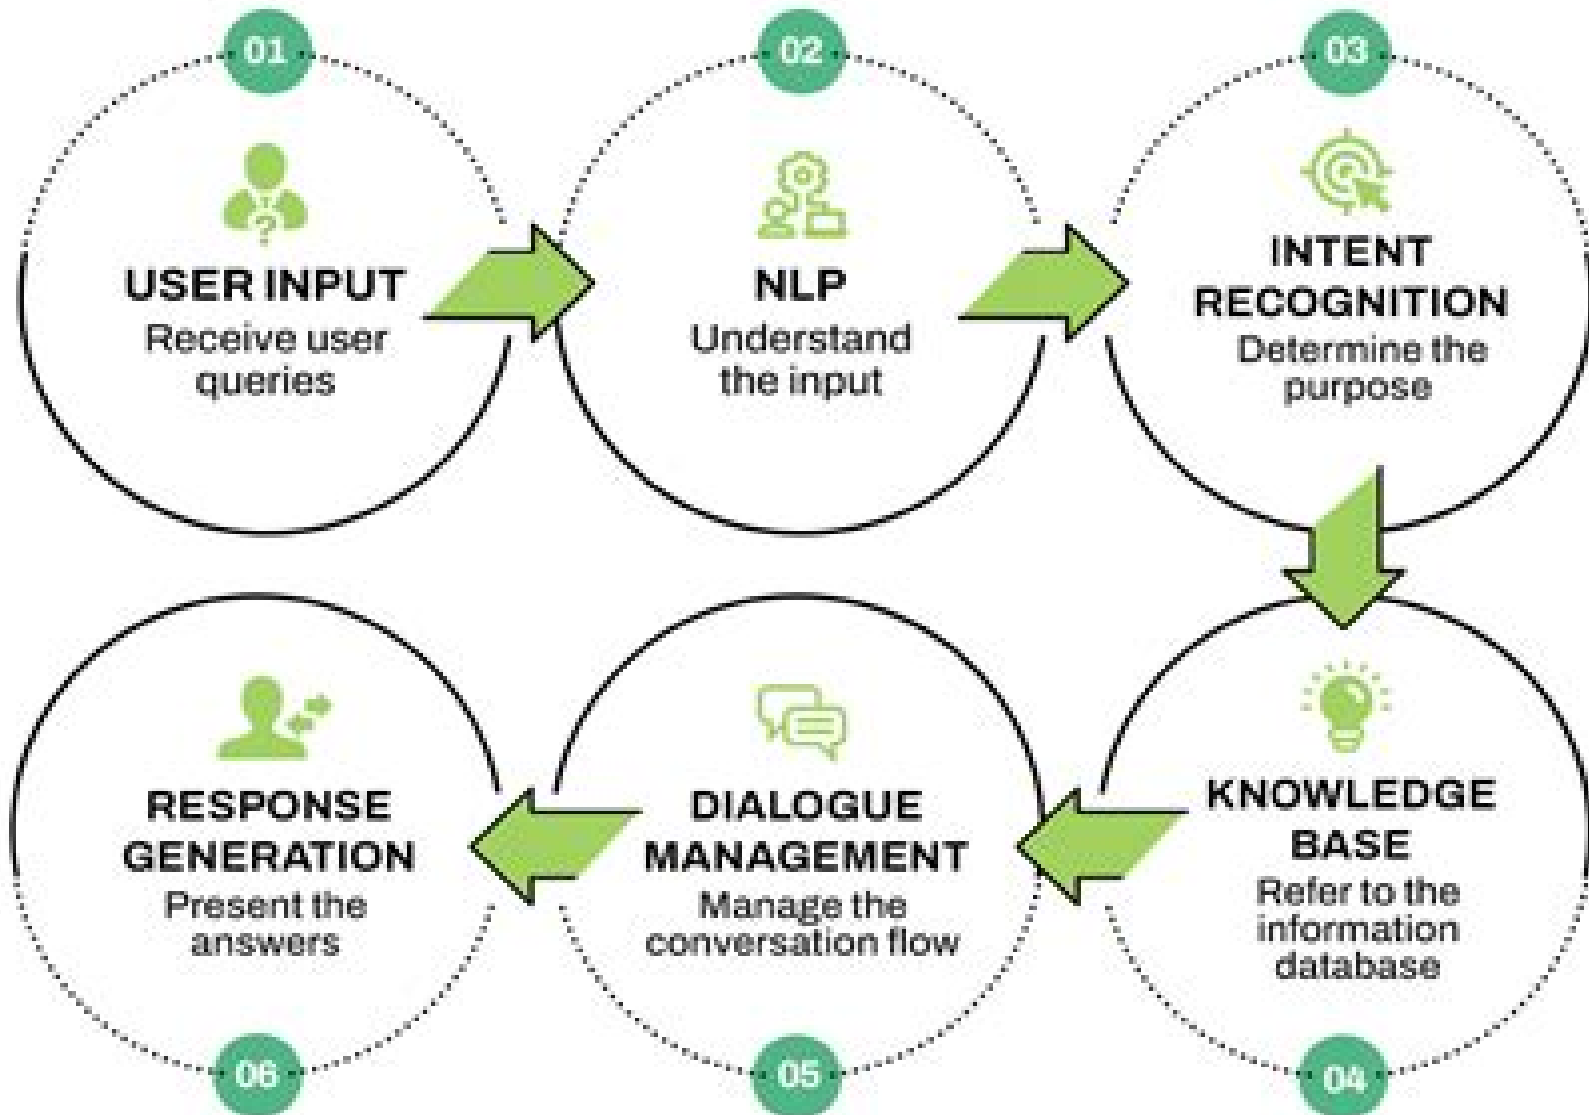 01
USER INPUT
Receive user
queries
02
NLP
Understand
the input
03
INTENT
RECOGNITION
Determine the
purpose
KNOWLEDGE
BASE
Refer to the
information
database
04
DIALOGUE
MANAGEMENT
Manage the
conversation flow
05
RESPONSE
GENERATION
Present the
answers
06